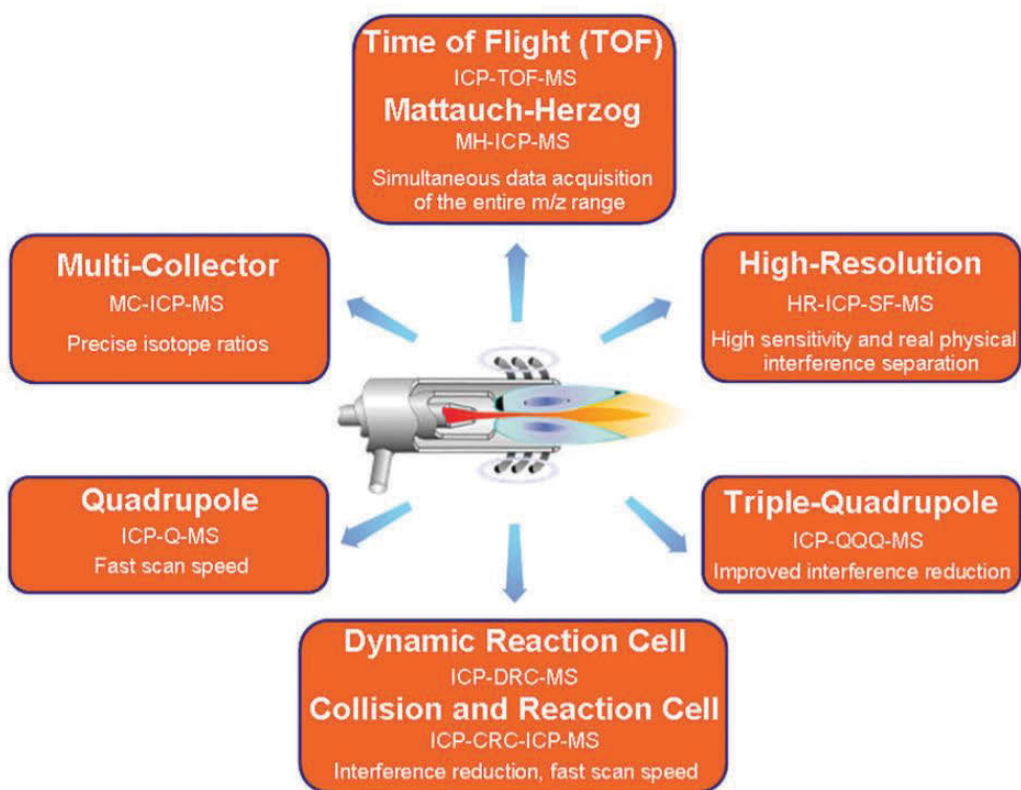 Time of Flight (TOF)
ICP-TOF-MS
Mattauch-Herzog
MH-ICP-MS
Simultaneous data acquisition
of the entire m/z range
Multi-Collector
MC-ICP-MS
Precise isotope ratios
High-Resolution
HR-ICP-SF-MS
High sensitivity and real physical
interference separation
Quadrupole
ICP-Q-MS
Fast scan speed
Triple-Quadrupole
ICP-QQQ-MS
Improved interference reduction
Dynamic Reaction Cell
ICP-DRC-MS
Collision and Reaction Cell
ICP-CRC-ICP-MS
Interference reduction, fast scan speed